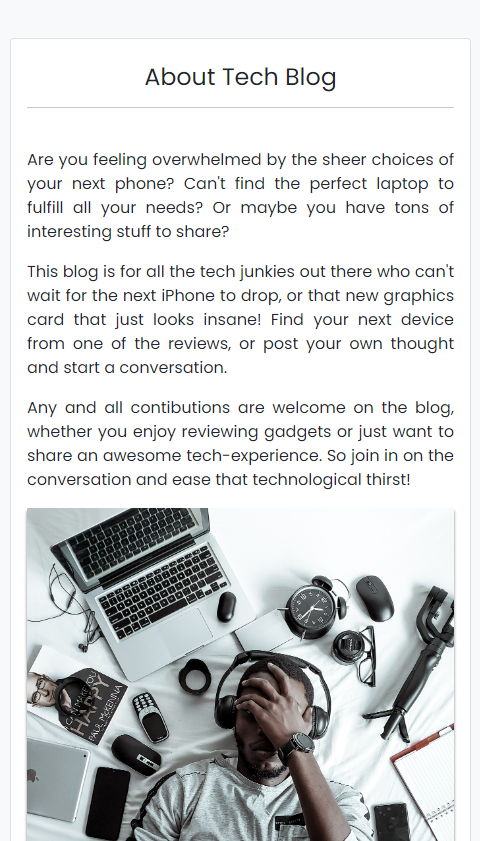 About Tech Blog
Are you feeling overwhelmed by the sheer choices of
your next phone? Can't find the perfect laptop to
fulfill all your needs? Or maybe you have tons of
interesting stuff to share?
This blog is for all the tech junkies out there who can't
wait for the next iPhone to drop, or that new graphics
card that just looks insane! Find your next device
from one of the reviews, or post your own thought
and start a conversation.
Any and all contibutions are welcome on the blog,
whether you enjoy reviewing gadgets or just want to
share an awesome tech-experience. So join in on the
conversation and ease that technological thirst!
I CAN MAKE YOU
HAPPY
PAUL McKENNA